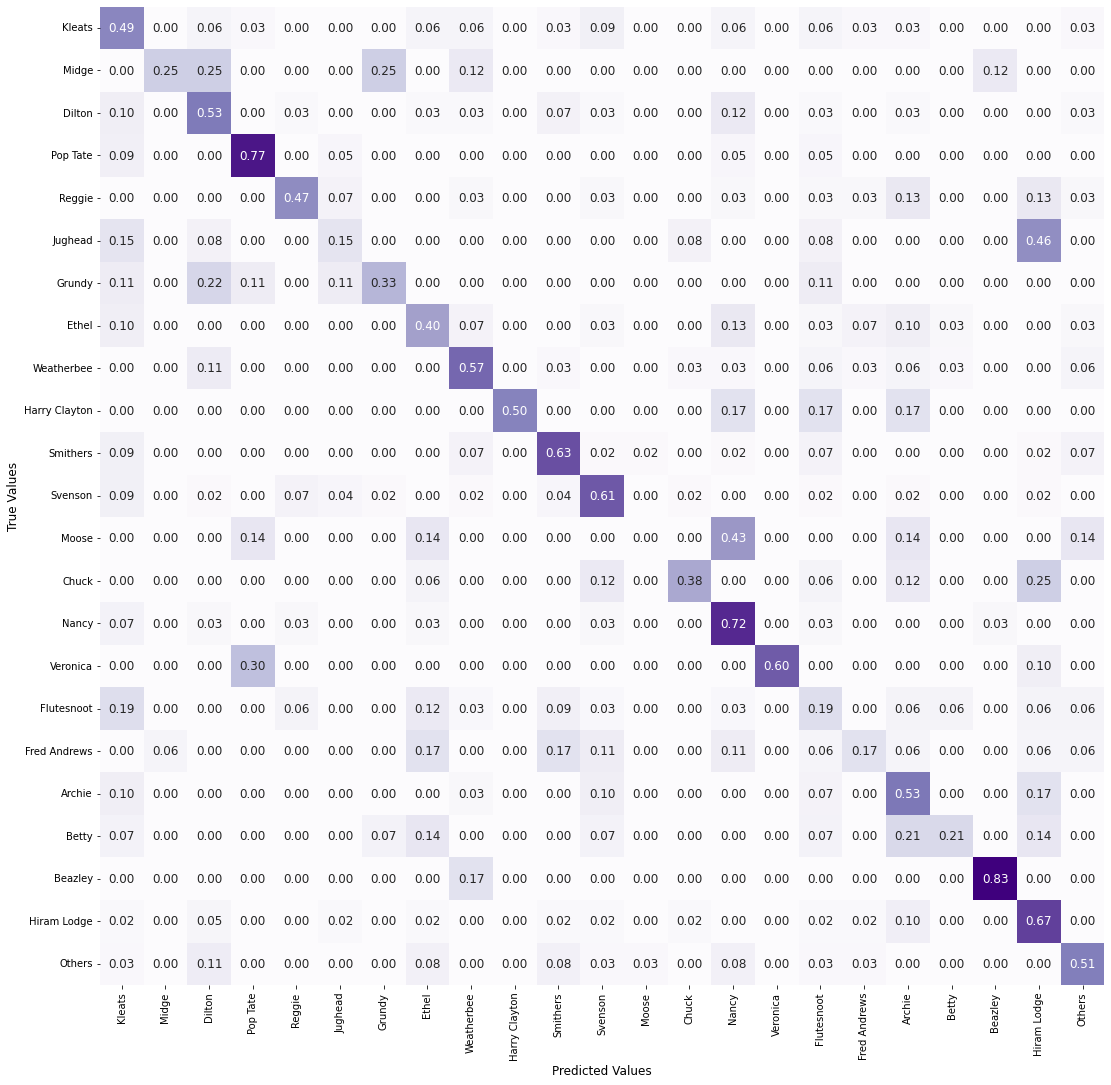 Kleats 0.49 0.00 0.06 0.03 0.00 0.00 0.00 0.06 0.06 0.00 0.03 0.09 0.00 0.00 0.06 0.00 0.06 0.03 0.03 0.00 0.00 0.00 0.03
Midge 0.00 0.25 0.25 0.00 0.00 0.00 0.25 0.00 0.12 0.00 0.00 0.00 0.00 0.00 0.00 0.00 0.00 0.00 0.00 0.00 0.12 0.00 0.00
Dilton 0.10 0.00 0.53 0.00 0.03 0.00 0.00 0.03 0.03 0.00 0.07 0.03 0.00 0.00 0.12 0.00 0.03 0.00 0.03 0.00 0.00 0.00 0.03
Pop Tate 0.09 0.00 0.00 0.77 0.00 0.05 0.00 0.00 0.00 0.00 0.00 0.00 0.00 0.00 0.05 0.00 0.05 0.00 0.00 0.00 0.00 0.00 0.00
Reggie 0.00 0.00 0.00 0.00 0.47 0.07 0.00 0.00 0.03 0.00 0.00 0.03 0.00 0.00 0.03 0.00 0.03 0.03 0.13 0.00 0.00 0.13 0.03
Jughead 0.15 0.00 0.08 0.00 0.00 0.15 0.00 0.00 0.00 0.00 0.00 0.00 0.00 0.08 0.00 0.00 0.08 0.00 0.00 0.00 0.00 0.46 0.00
Grundy 0.11 0.00 0.22 0.11 0.00 0.11 0.33 0.00 0.00 0.00 0.00 0.00 0.00 0.00 0.00 0.00 0.11 0.00 0.00 0.00 0.00 0.00 0.00
Ethel 0.10 0.00 0.00 0.00 0.00 0.00 0.00 0.40 0.07 0.00 0.00 0.03 0.00 0.00 0.13 0.00 0.03 0.07 0.10 0.03 0.00 0.00 0.03
Weatherbee 0.00 0.00 0.11 0.00 0.00 0.00 0.00 0.00 0.57 0.00 0.03 0.00 0.00 0.03 0.03 0.00 0.06 0.03 0.06 0.03 0.00 0.00 0.06
Harry Clayton 0.00 0.00 0.00 0.00 0.00 0.00 0.00 0.00 0.00 0.50 0.00 0.00 0.00 0.00 0.17 0.00 0.17 0.00 0.17 0.00 0.00 0.00 0.00
Smithers 0.09 0.00 0.00 0.00 0.00 0.00 0.00 0.00 0.07 0.00 0.63 0.02 0.02 0.00 0.02 0.00 0.07 0.00 0.00 0.00 0.00 0.02 0.07
Svenson 0.09 0.00 0.02 0.00 0.07 0.04 0.02 0.00 0.02 0.00 0.04 0.61 0.00 0.02 0.00 0.00 0.02 0.00 0.02 0.00 0.00 0.02 0.00
Moose 0.00 0.00 0.00 0.14 0.00 0.00 0.00 0.14 0.00 0.00 0.00 0.00 0.00 0.00 0.43 0.00 0.00 0.00 0.14 0.00 0.00 0.00 0.14
Chuck 0.00 0.00 0.00 0.00 0.00 0.00 0.00 0.06 0.00 0.00 0.00 0.12 0.00 0.38 0.00 0.00 0.06 0.00 0.12 0.00 0.00 0.25 0.00
Nancy 0.07 0.00 0.03 0.00 0.03 0.00 0.00 0.03 0.00 0.00 0.00 0.03 0.00 0.00 0.72 0.00 0.03 0.00 0.00 0.00 0.03 0.00 0.00
Veronica 0.00 0.00 0.00 0.30 0.00 0.00 0.00 0.00 0.00 0.00 0.00 0.00 0.00 0.00 0.00 0.60 0.00 0.00 0.00 0.00 0.00 0.10 0.00
Flutesnoot 0.19 0.00 0.00 0.00 0.06 0.00 0.00 0.12 0.03 0.00 0.09 0.03 0.00 0.00 0.03 0.00 0.19 0.00 0.06 0.06 0.00 0.06 0.06
Fred Andrews 0.00 0.06 0.00 0.00 0.00 0.00 0.00 0.17 0.00 0.00 0.17 0.11 0.00 0.00 0.11 0.00 0.06 0.17 0.06 0.00 0.00 0.06 0.06
Archie 0.10 0.00 0.00 0.00 0.00 0.00 0.00 0.00 0.03 0.00 0.00 0.10 0.00 0.00 0.00 0.00 0.07 0.00 0.53 0.00 0.00 0.17 0.00
Betty 0.07 0.00 0.00 0.00 0.00 0.00 0.07 0.14 0.00 0.00 0.00 0.07 0.00 0.00 0.00 0.00 0.07 0.00 0.21 0.21 0.00 0.14 0.00
Beazley 0.00 0.00 0.00 0.00 0.00 0.00 0.00 0.00 0.17 0.00 0.00 0.00 0.00 0.00 0.00 0.00 0.00 0.00 0.00 0.00 0.83 0.00 0.00
Hiram Lodge 0.02 0.00 0.05 0.00 0.00 0.02 0.00 0.02 0.00 0.00 0.02 0.02 0.00 0.02 0.00 0.00 0.02 0.02 0.10 0.00 0.00 0.67 0.00
Others 0.03 0.00 0.11 0.00 0.00 0.00 0.00 0.08 0.00 0.00 0.08 0.03 0.03 0.00 0.08 0.00 0.03 0.03 0.00 0.00 0.00 0.00 0.51
Kleats Midge Dilton Pop Tate Reggie Jughead Grundy Ethel Weatherbee Harry Clayton Smithers Svenson Moose Chuck Nancy Veronica Flutesnoot Fred Andrews Archie Betty Beazley Hiram Lodge Others
Predicted Values
True Values